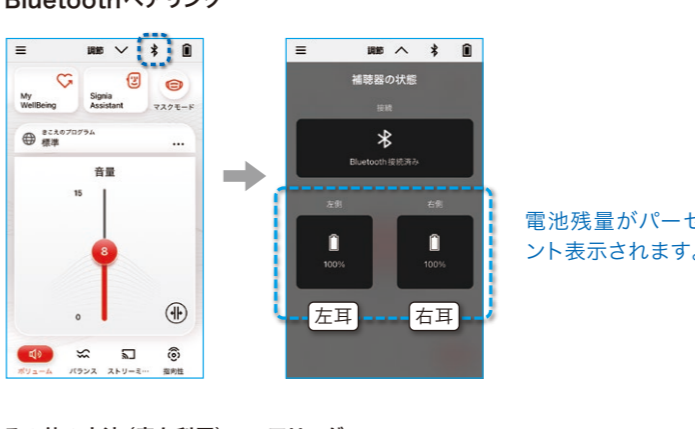 Bluetoothペアリング
調節
My
WellBeing
Signia
Assistant
マスクモード
きこえのプログラム
標準
音量
15
8
0
ボリューム
バランス
ストリーミ…
指向性
調節
補聴器の状態
接続
Bluetooth 接続済み
左側
右側
100%
100%
左耳
右耳
電池残量がパーセ
ント表示されます。